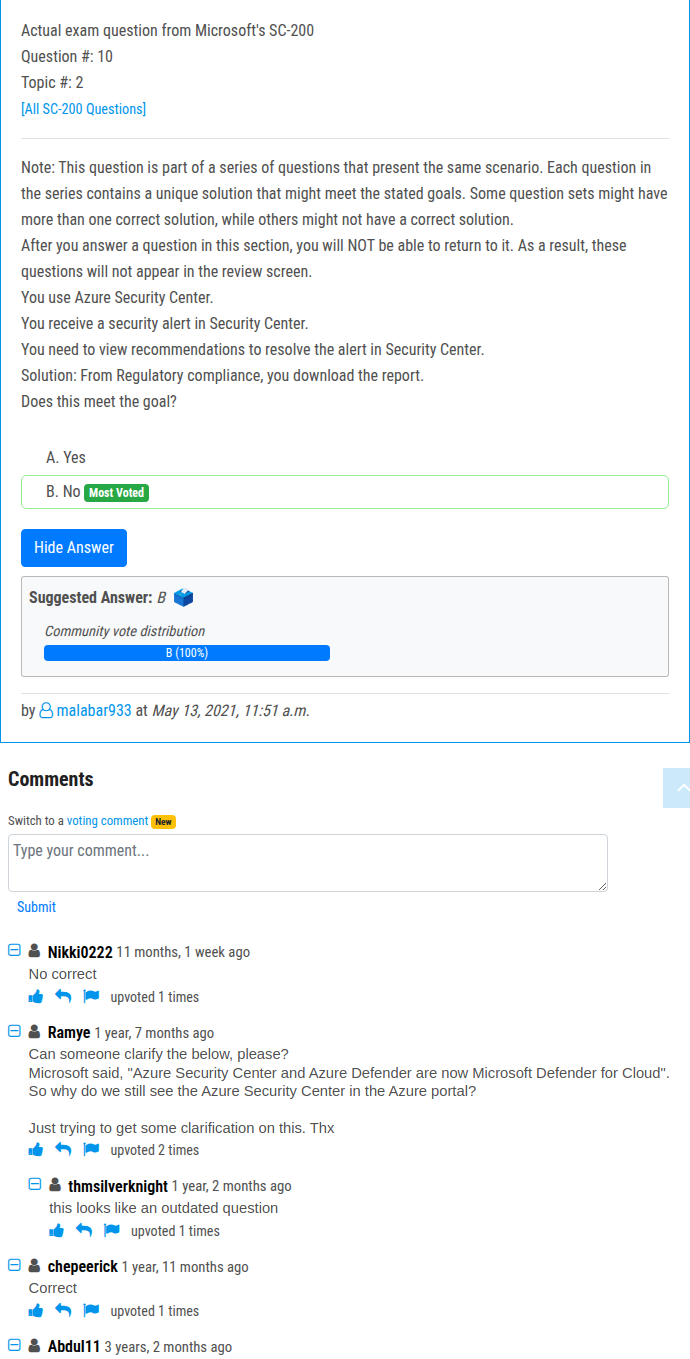 Actual exam question from Microsoft's SC-200
Question #: 10
Topic #: 2
[All SC-200 Questions]
Note: This question is part of a series of questions that present the same scenario. Each question in
the series contains a unique solution that might meet the stated goals. Some question sets might have
more than one correct solution, while others might not have a correct solution.
After you answer a question in this section, you will NOT be able to return to it. As a result, these
questions will not appear in the review screen.
You use Azure Security Center.
You receive a security alert in Security Center.
You need to view recommendations to resolve the alert in Security Center.
Solution: From Regulatory compliance, you download the report.
Does this meet the goal?
A. Yes
B. No Most Voted
Hide Answer
Suggested Answer: B
Community vote distribution
B (100%)
by malabar933 at May 13, 2021, 11:51 a.m.
Comments
Switch to a voting comment New
Type your comment...
Submit
Nikki0222 11 months, 1 week ago
No correct
upvoted 1 times
Ramye 1 year, 7 months ago
Can someone clarify the below, please?
Microsoft said, "Azure Security Center and Azure Defender are now Microsoft Defender for Cloud".
So why do we still see the Azure Security Center in the Azure portal?
Just trying to get some clarification on this. Thx
upvoted 2 times
thmsilverknight 1 year, 2 months ago
this looks like an outdated question
upvoted 1 times
chepeerick 1 year, 11 months ago
Correct
upvoted 1 times
Abdul11 3 years, 2 months ago